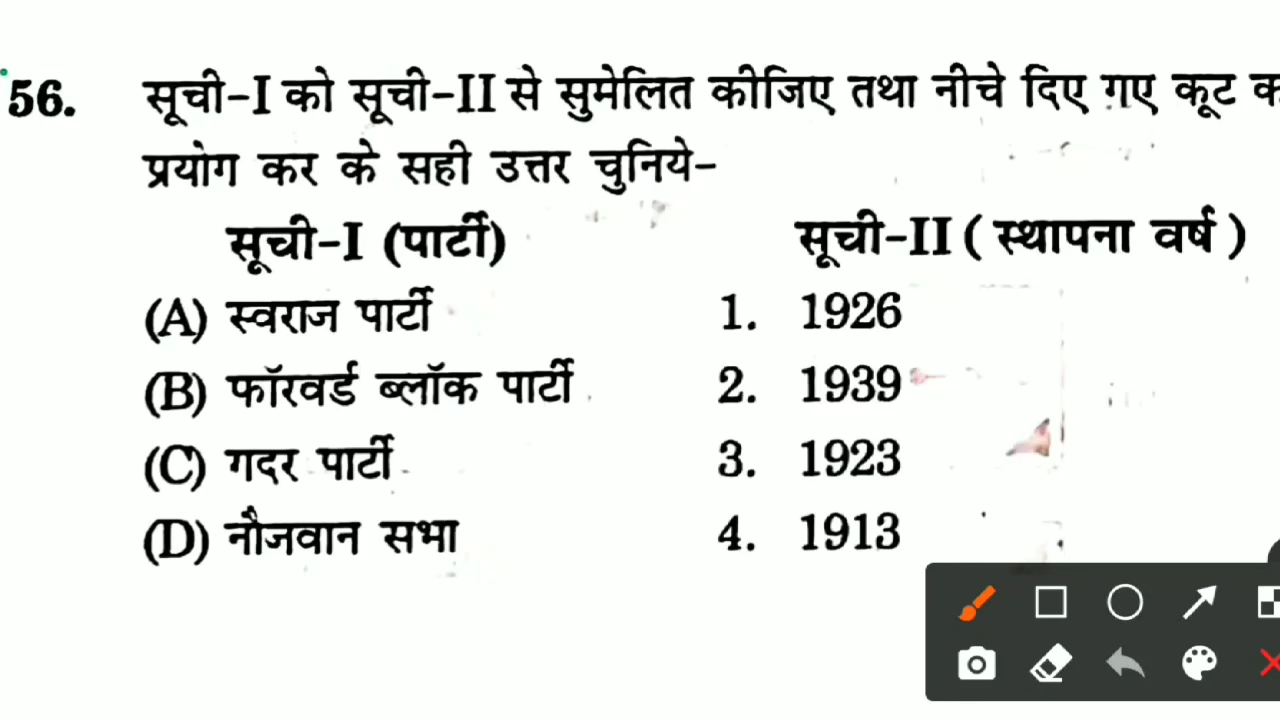 56. सूची-I को सूची-II से सुमेलित कीजिए तथा नीचे दिए गए कूट
प्रयोग कर के सही उत्तर चुनिये-
सूची-I (पार्टी) सूची-II ( स्थापना वर्ष )
(A) स्वराज पार्टी 1. 1926
(B) फॉरवर्ड ब्लॉक पार्टी 2. 1939
(C) गदर पार्टी 3. 1923
(D) नौजवान सभा 4. 1913